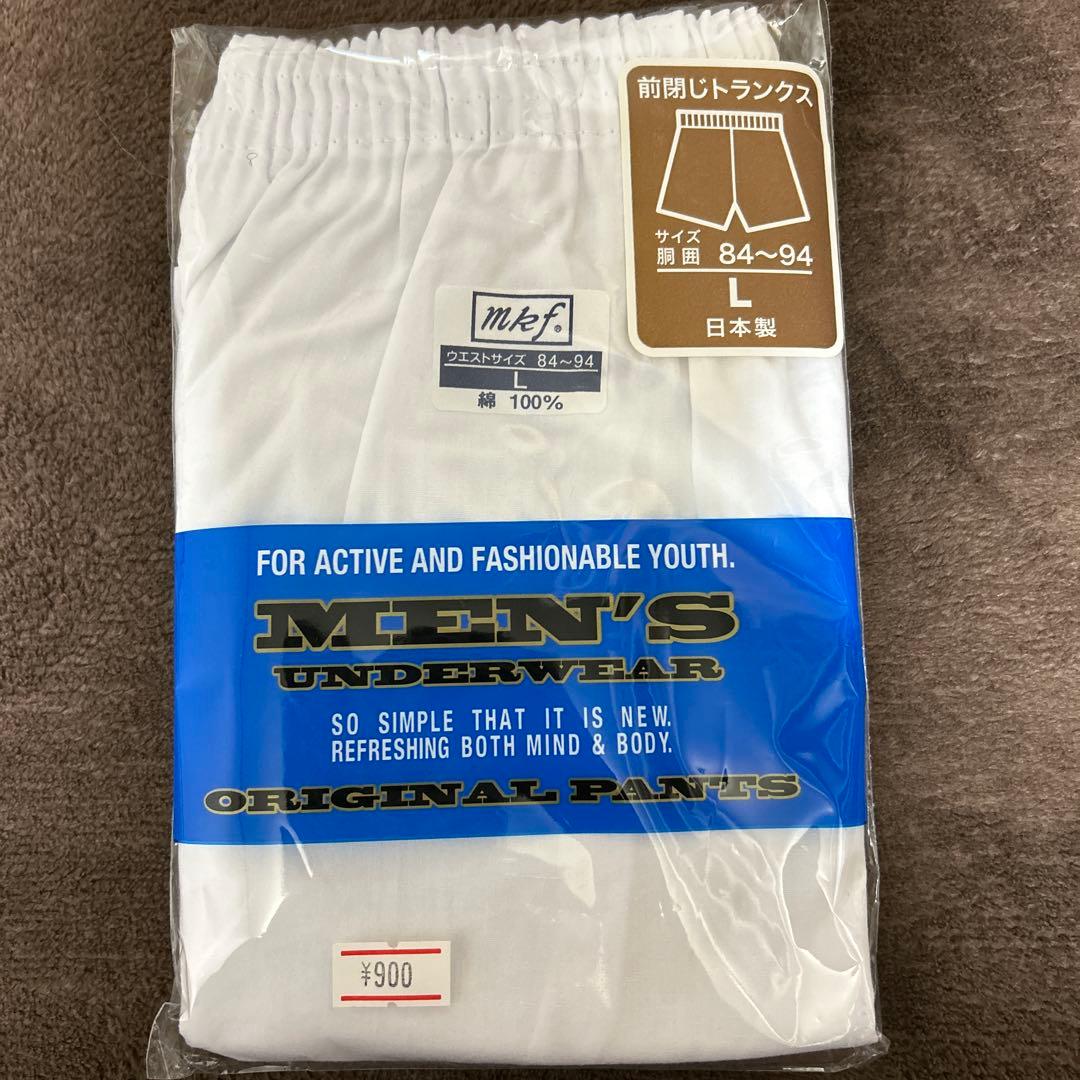 前閉じトランクス
サイズ
胴囲 84〜94
L
日本製
mkf®
ウエストサイズ 84〜94
L
綿 100%
FOR ACTIVE AND FASHIONABLE YOUTH.
MEN'S
UNDERWEAR
SO SIMPLE THAT IT IS NEW.
REFRESHING BOTH MIND & BODY.
ORIGINAL PANTS
¥900